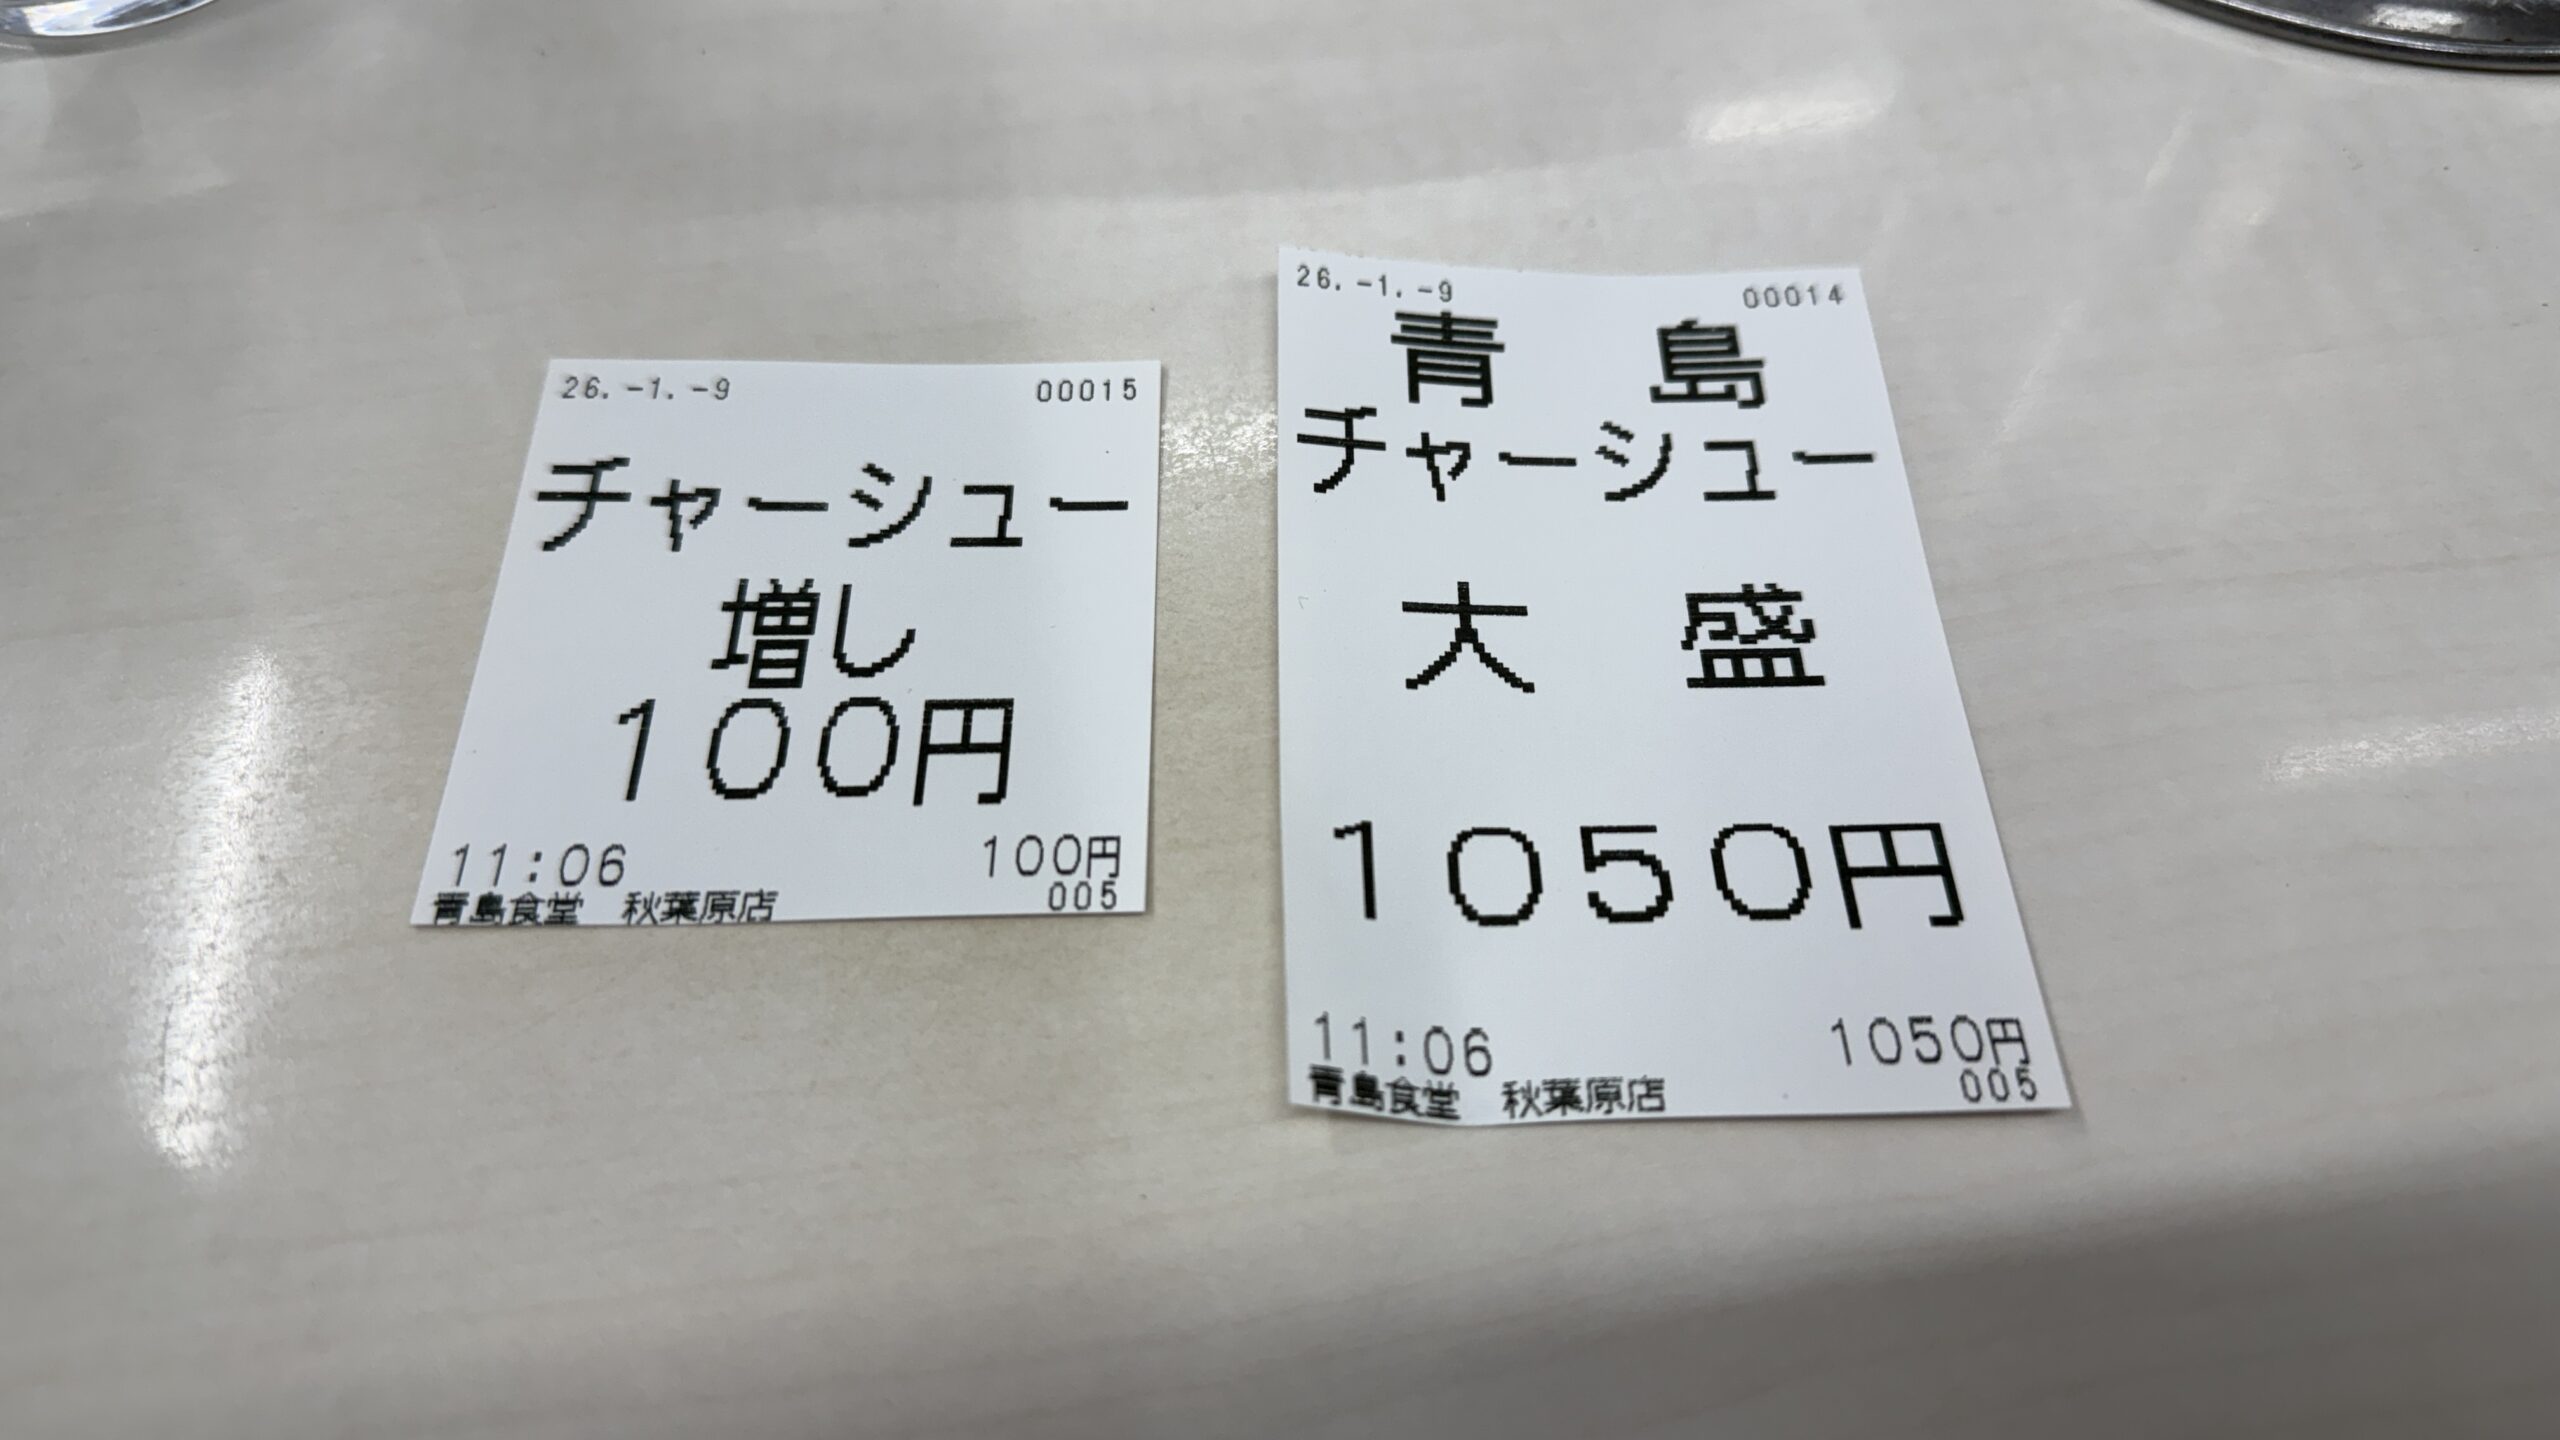 26.-1.-9 00015
チャーシュー
増し
100円
11:06 100円
005
青島食堂 秋葉原店
26.-1.-9 00014
青島
チャーシュー
大盛
1050円
11:06 1050円
005
青島食堂 秋葉原店